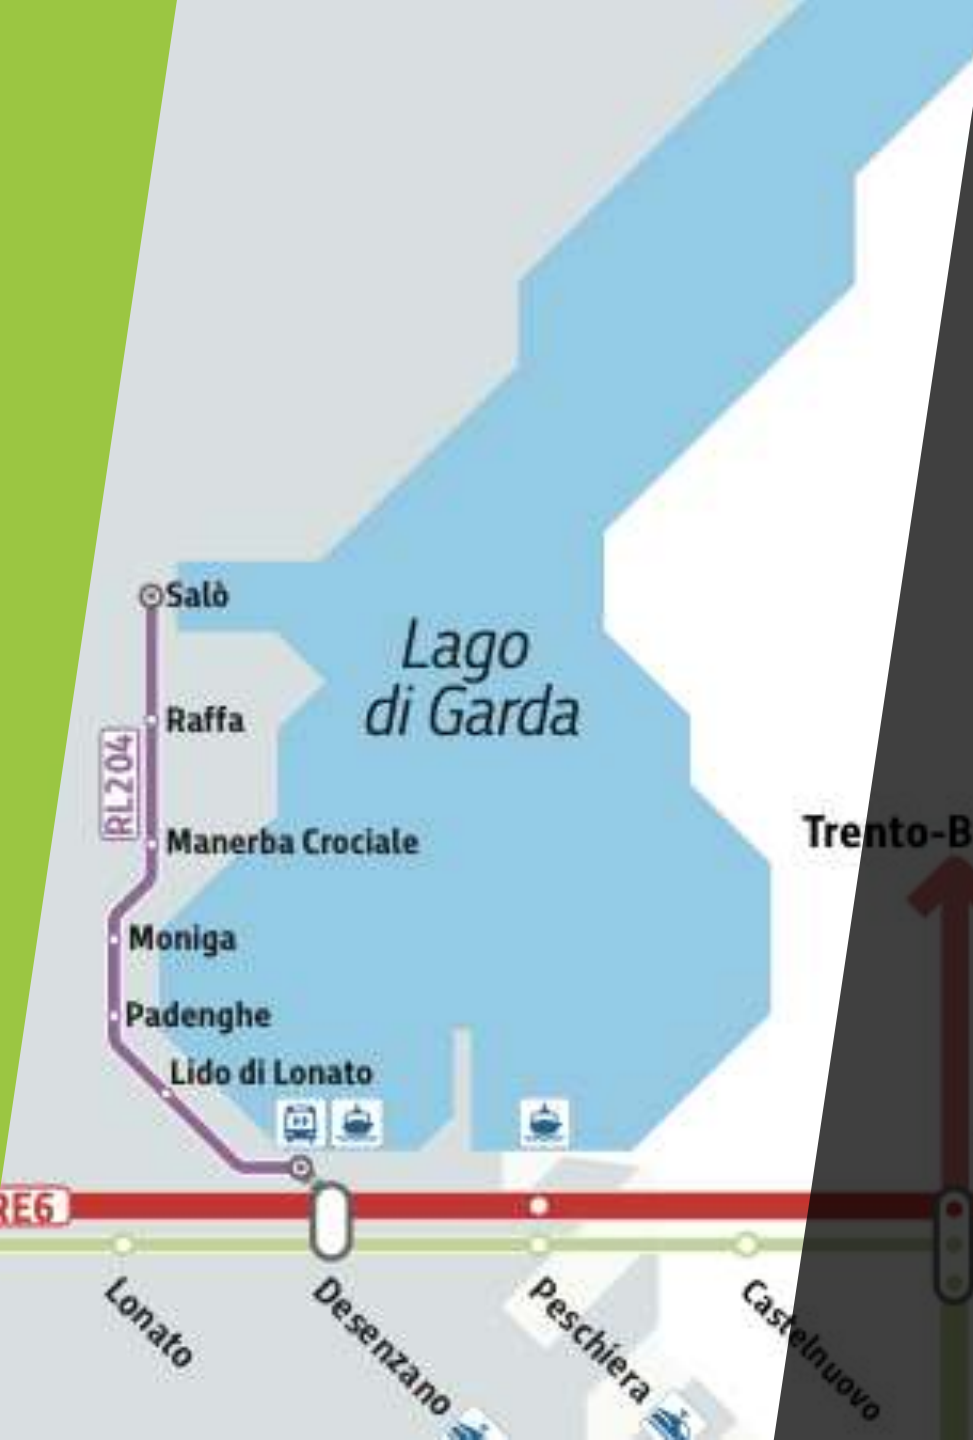 Salò
Lago
di Garda
Raffa
RL204
Manerba Crociale
Trento-B
Moniga
Padenghe
Lido di Lonato
RE6
Lonato
Desenzano
Peschiera
Castelnuovo